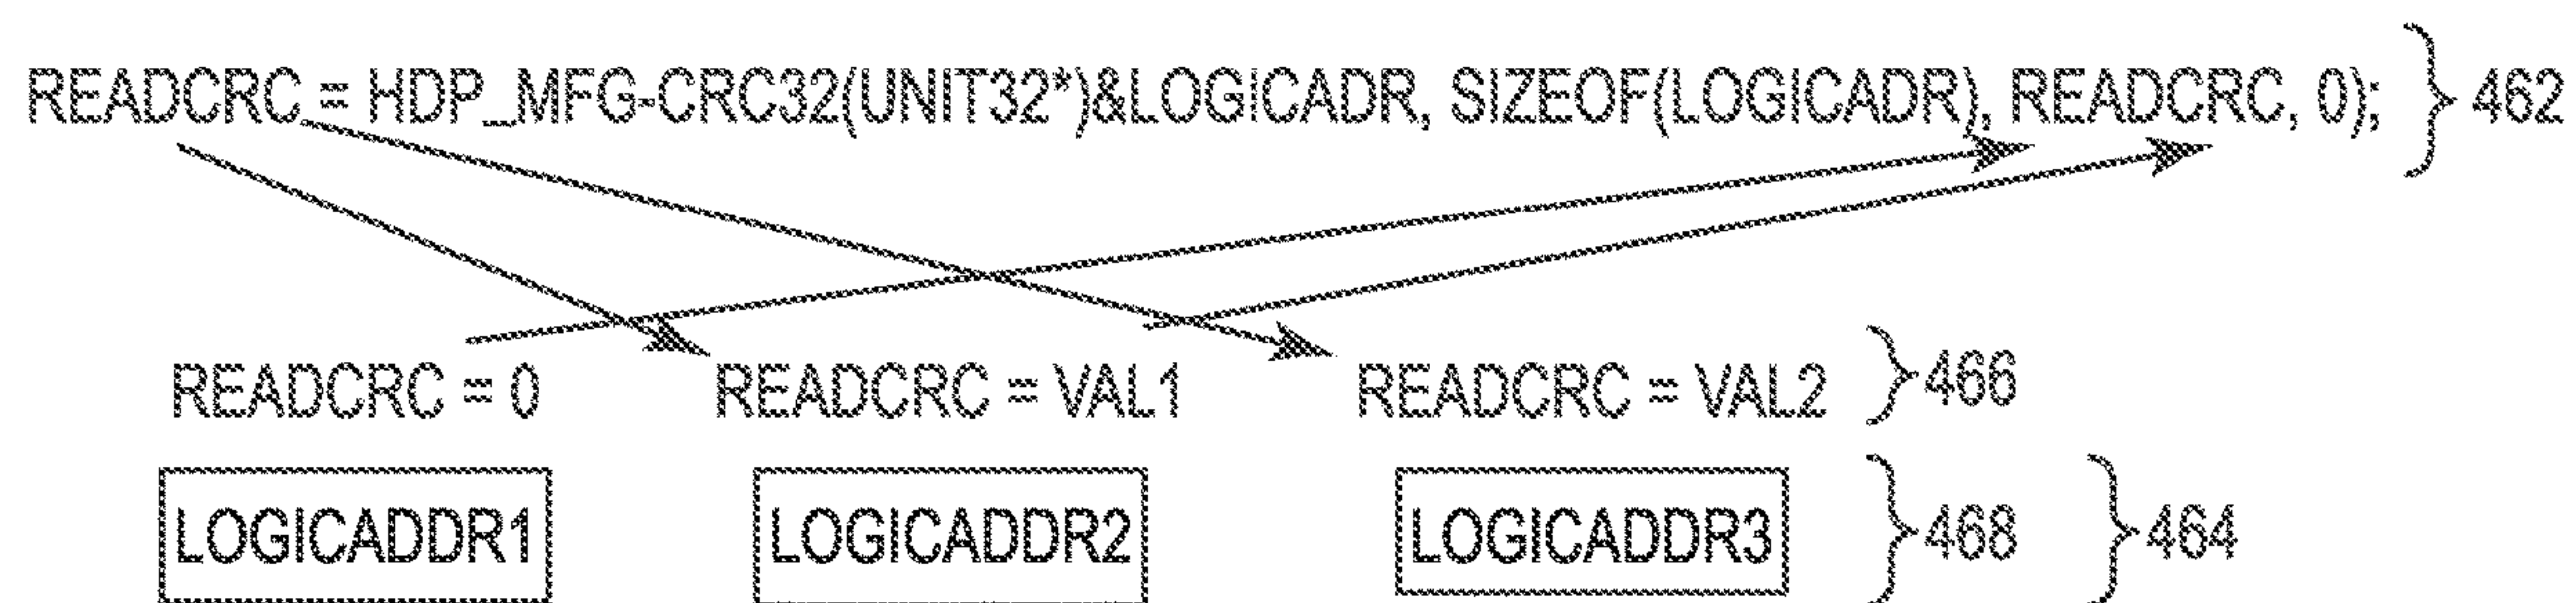 READCRC = HDP_MFG-CRC32(UNIT32*)&LOGICADR, SIZEOF(LOGICADR), READCRC, 0); 462
READCRC = 0 READCRC = VAL1 READCRC = VAL2 466
LOGICADDR1 LOGICADDR2 LOGICADDR3 468 464